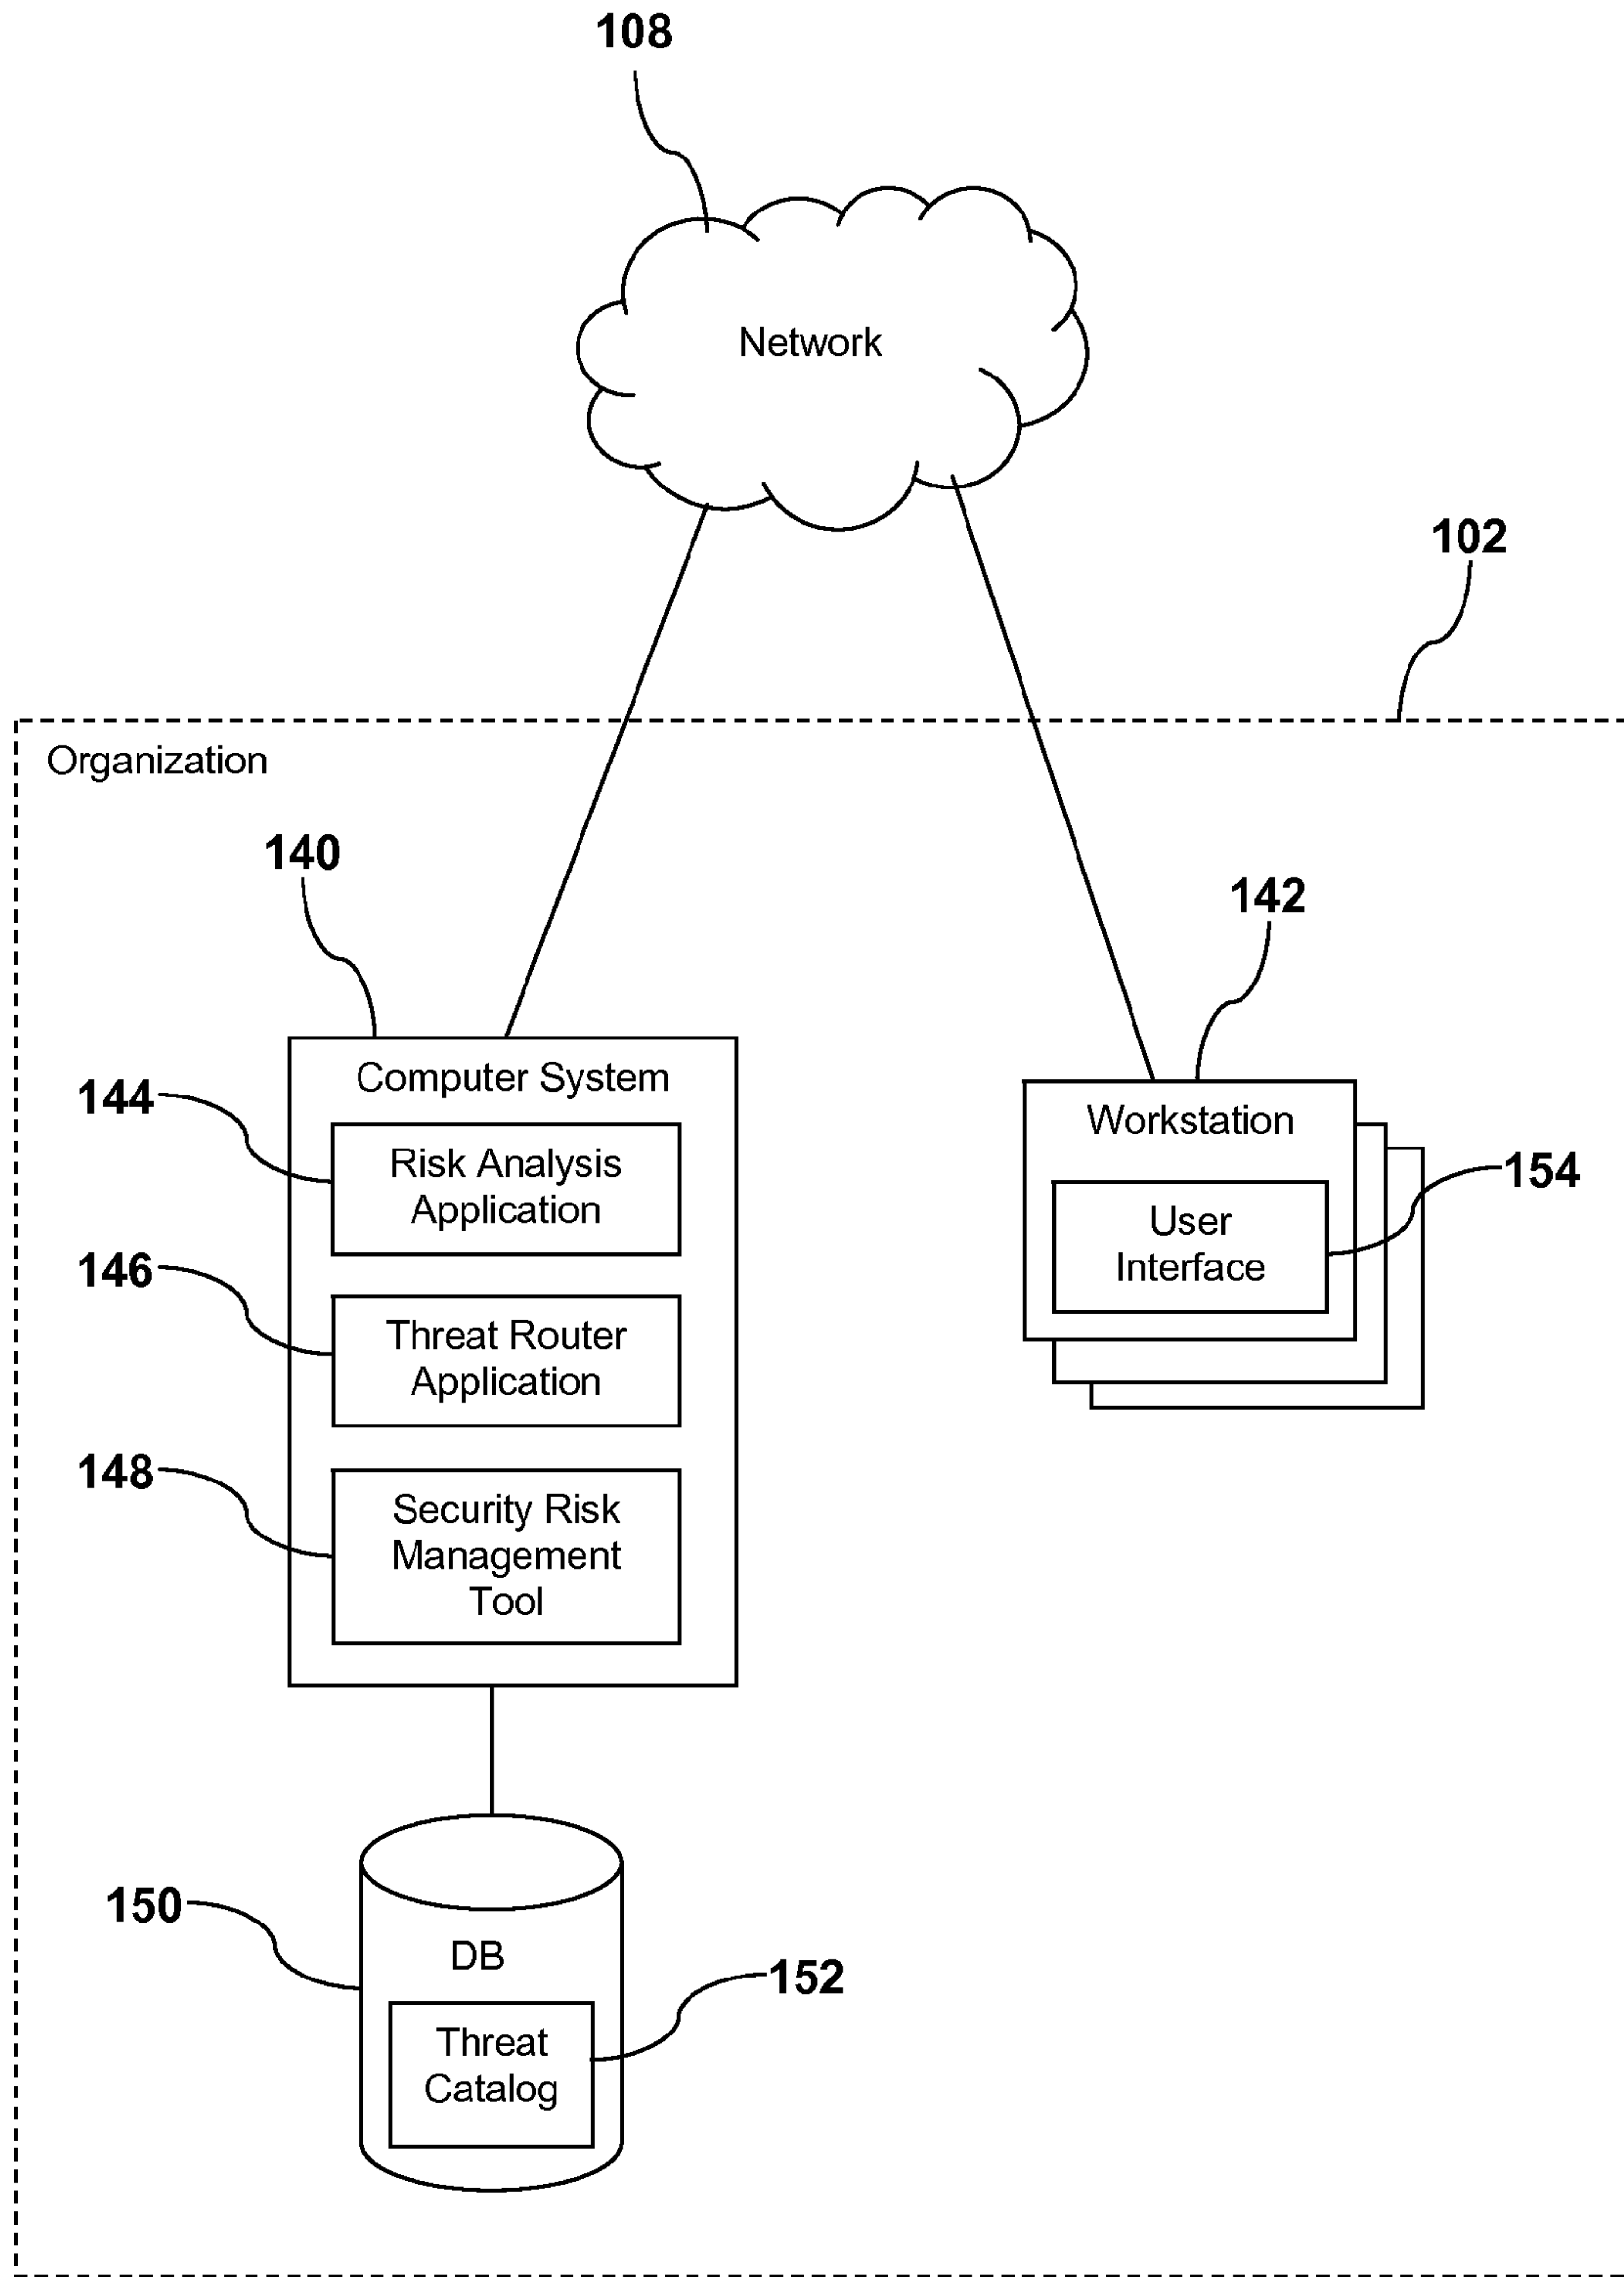 108
Network
102
Organization
140
142
Computer System
144
Workstation
Risk Analysis
Application
154
User
Interface
146
Threat Router
Application
148
Security Risk
Management
Tool
150
DB
152
Threat
Catalog